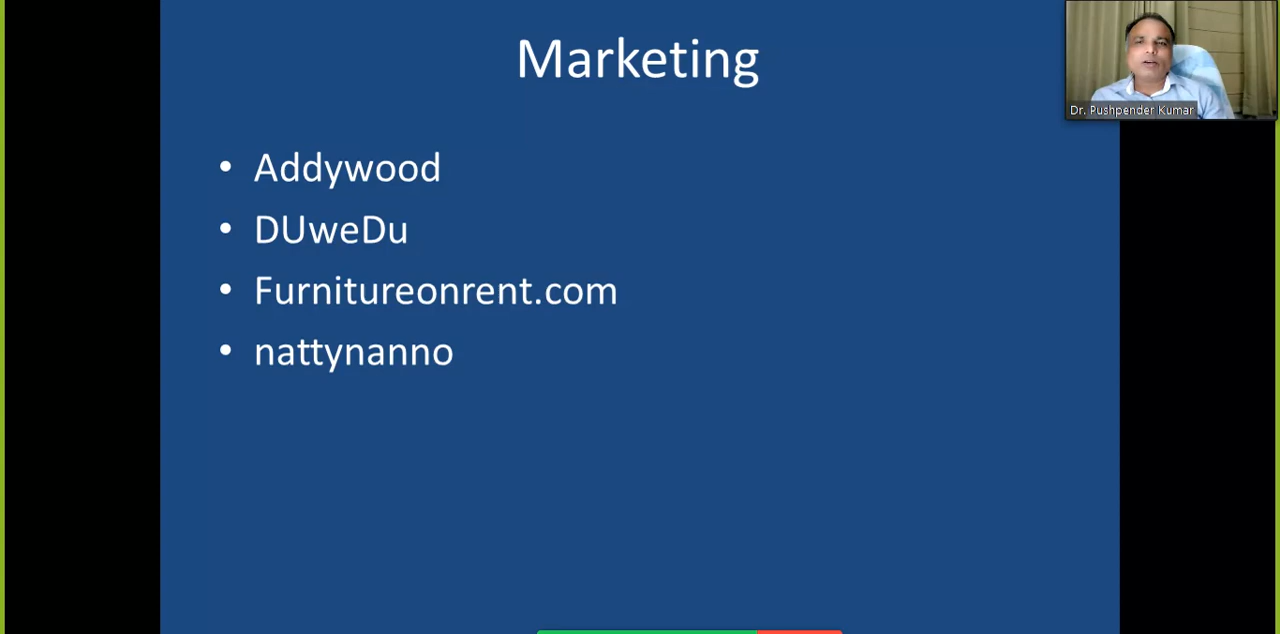 Marketing
Dr. Pushpender Kumar
• Addywood
• DUweDu
• Furnitureonrent.com
• nattynanno